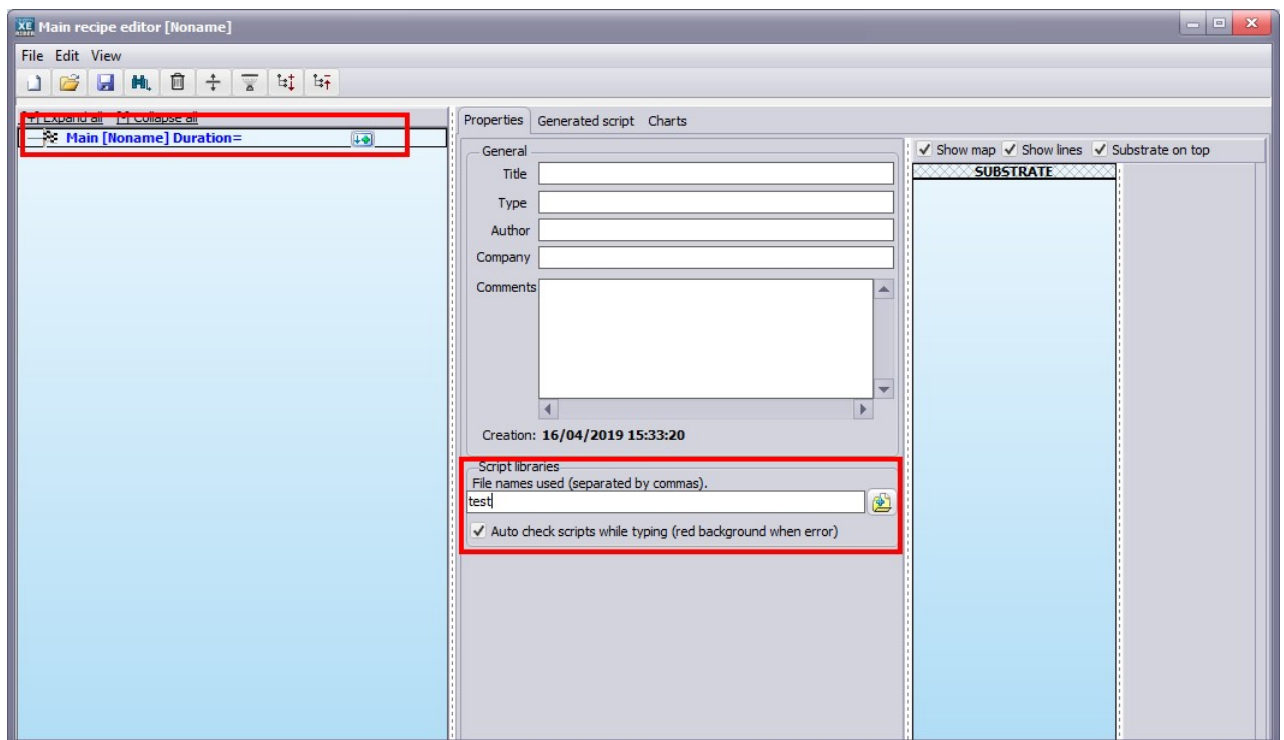 XE Main recipe editor [Noname]
File Edit View
[+] Expand all [-] Collapse all
Main [Noname] Duration=
Properties Generated script Charts
General
Title
Type
Author
Company
Comments
Creation: 16/04/2019 15:33:20
Script libraries
File names used (separated by commas).
test
Auto check scripts while typing (red background when error)
Show map Show lines Substrate on top
SUBSTRATE